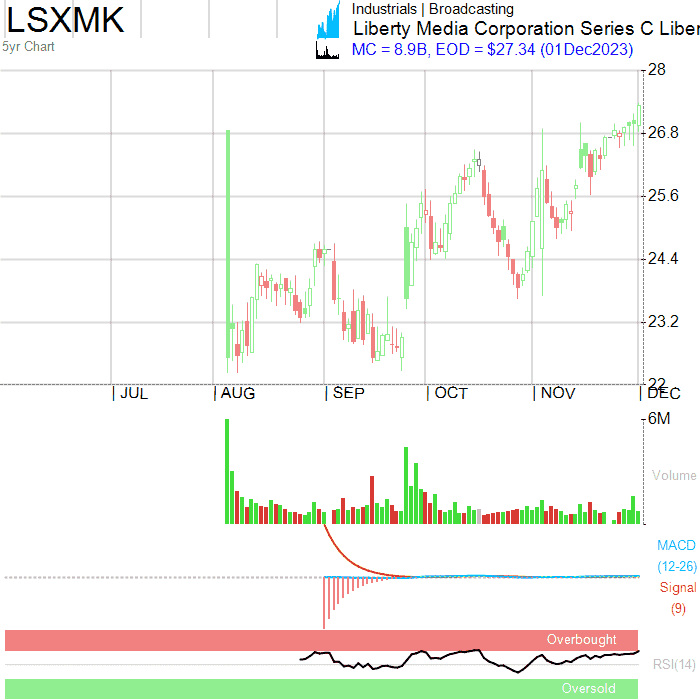 LSXMK
5yr Chart
Industrials | Broadcasting
Liberty Media Corporation Series C Liber
MC = 8.9B, EOD = $27.34 (01Dec2023)
28
26.8
25.6
24.4
23.2
22
| JUL | AUG | SEP | OCT | NOV | DEC
6M
Volume
MACD
(12-26)
Signal
(9)
Overbought
RSI(14)
Oversold